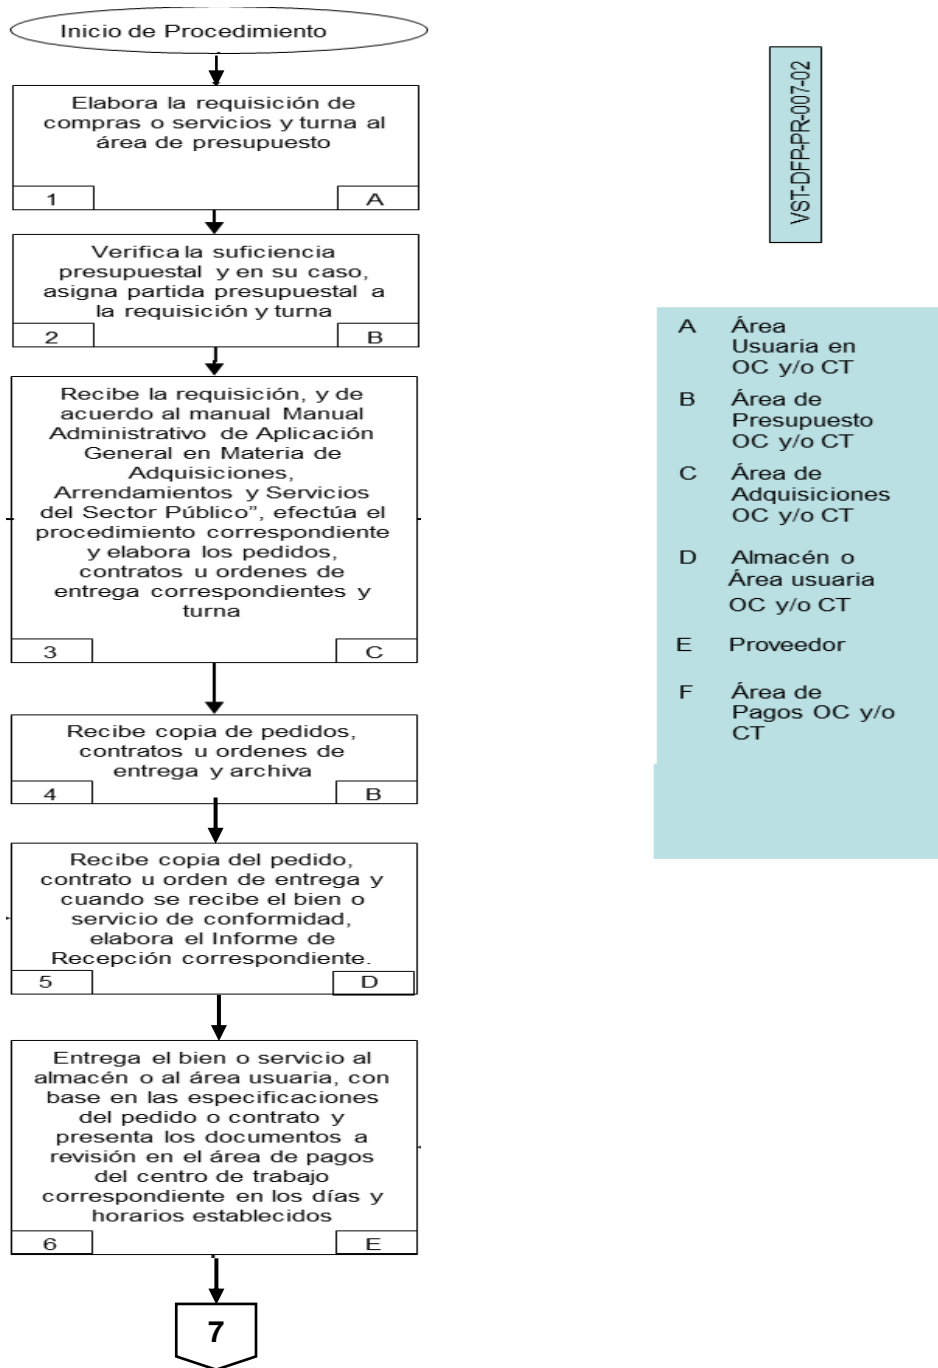 Inicio de Procedimiento
Elabora la requisición de
compras o servicios y turna al
área de presupuesto
1
A
Verifica la suficiencia
presupuestal y en su caso,
asigna partida presupuestal a
la requisición y turna
2
B
Recibe la requisición, y de
acuerdo al manual Manual
Administrativo de Aplicación
General en Materia de
Adquisiciones,
Arrendamientos y Servicios
del Sector Público”, efectúa el
procedimiento correspondiente
y elabora los pedidos,
contratos u ordenes de
entrega correspondientes y
turna
3
C
Recibe copia de pedidos,
contratos u ordenes de
entrega y archiva
4
B
Recibe copia del pedido,
contrato u orden de entrega y
cuando se recibe el bien o
servicio de conformidad,
elabora el Informe de
Recepción correspondiente.
5
D
Entrega el bien o servicio al
almacén o al área usuaria, con
base en las especificaciones
del pedido o contrato y
presenta los documentos a
revisión en el área de pagos
del centro de trabajo
correspondiente en los días y
horarios establecidos
6
E
7
VST-DFP-PR-007-02
A Área
Usuaria en
OC y/o CT
B Área de
Presupuesto
OC y/o CT
C Área de
Adquisiciones
OC y/o CT
D Almacén o
Área usuaria
OC y/o CT
E Proveedor
F Área de
Pagos OC y/o
CT